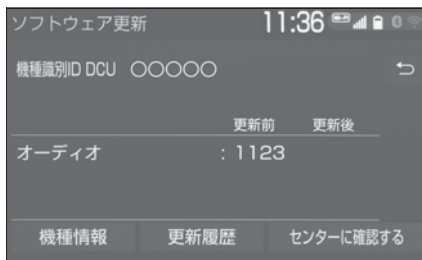 ソフトウェア更新 11:36
機種識別ID DCU ○○○○○
更新前 更新後
オーディオ : 1123
機種情報 更新履歴 センターに確認する